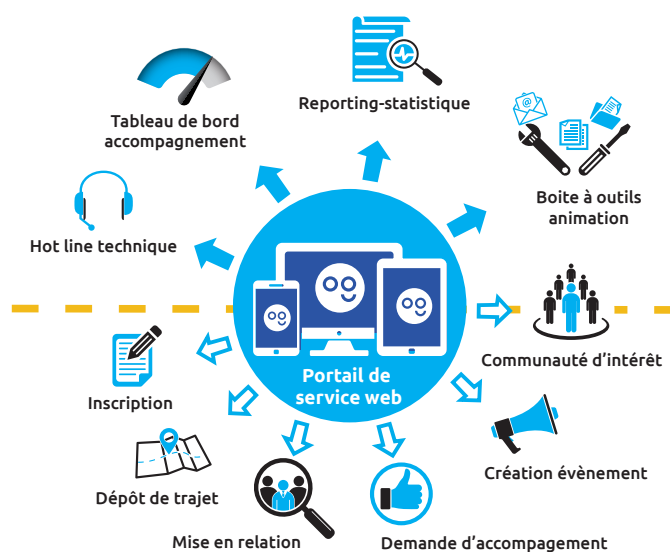 Reporting-statistique
Tableau de bord
accompagnement
Boite à outils
animation
Hot line technique
Portail de
service web
Communauté d'intérêt
Inscription
Création évènement
Dépôt de trajet
Mise en relation
Demande d'accompagement